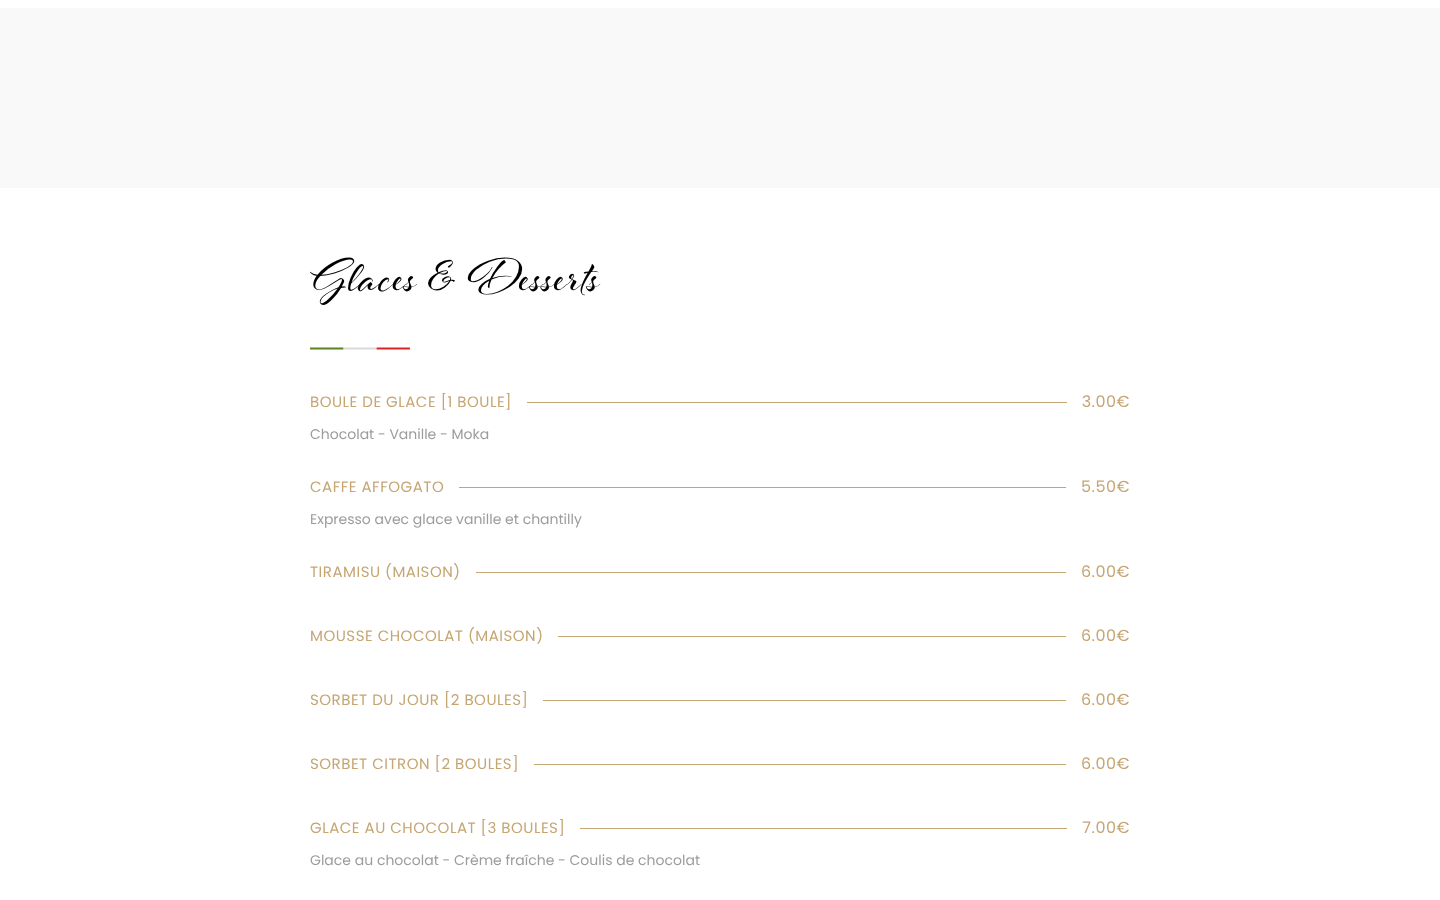 Glaces & Desserts
BOULE DE GLACE [1 BOULE] 3.00€
Chocolat - Vanille - Moka
CAFFE AFFOGATO 5.50€
Expresso avec glace vanille et chantilly
TIRAMISU (MAISON) 6.00€
MOUSSE CHOCOLAT (MAISON) 6.00€
SORBET DU JOUR [2 BOULES] 6.00€
SORBET CITRON [2 BOULES] 6.00€
GLACE AU CHOCOLAT [3 BOULES] 7.00€
Glace au chocolat - Crème fraîche - Coulis de chocolat